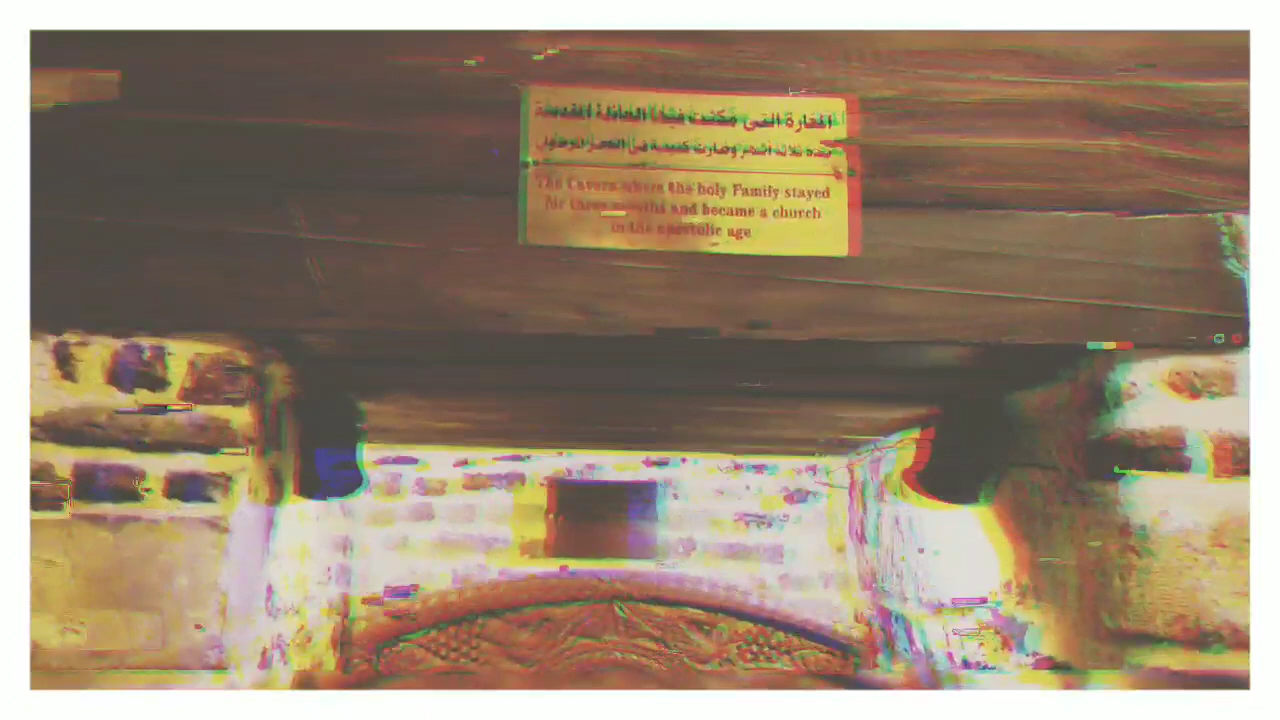 المغارة التى مكثت فيها العائلة المقدسة
مدة ثلاثة أشهر وصارت كنيسة فى العصر الرسولى
The Cavern where the holy Family stayed
for three months and became a church
in the apostolic age